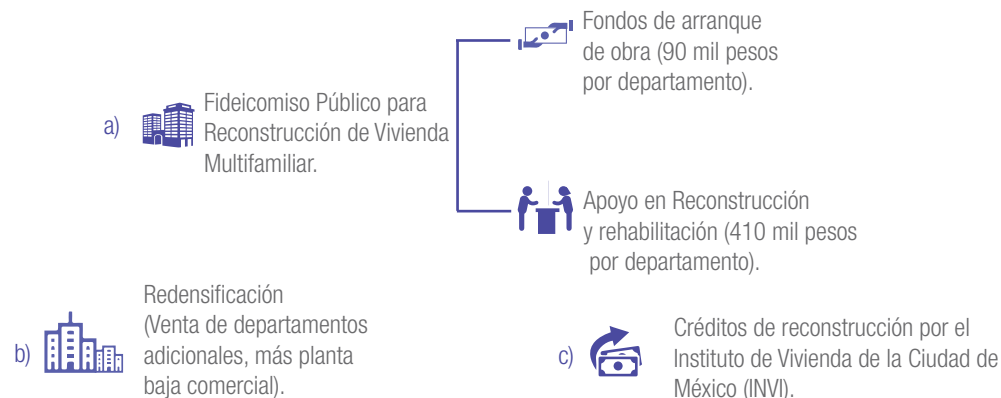 Fondos de arranque
de obra (90 mil pesos
por departamento).
a)
Fideicomiso Público para
Reconstrucción de Vivienda
Multifamiliar.
Apoyo en Reconstrucción
y rehabilitación (410 mil pesos
por departamento).
b)
Redensificación
(Venta de departamentos
adicionales, más planta
baja comercial).
c)
Créditos de reconstrucción por el
Instituto de Vivienda de la Ciudad de
México (INVI).